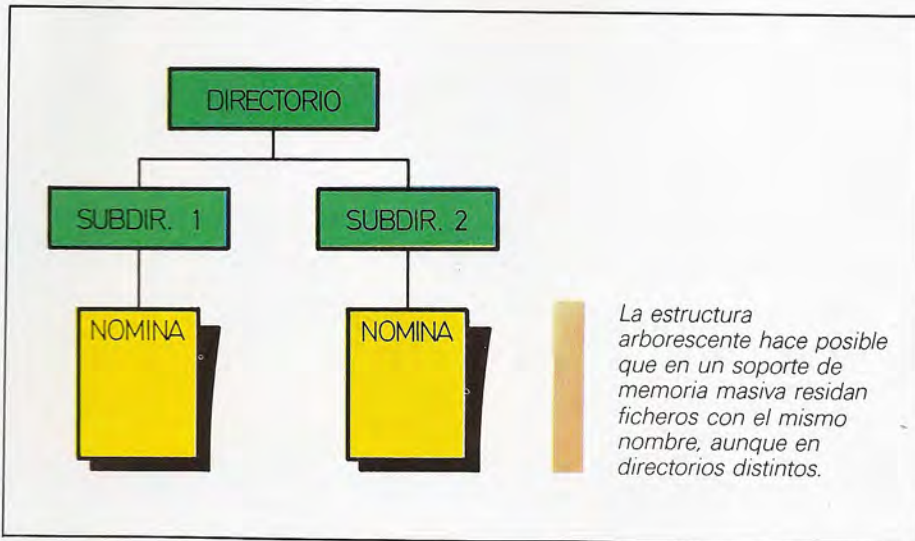 DIRECTORIO
SUBDIR. 1
SUBDIR. 2
NOMINA
NOMINA
La estructura
arborescente hace posible
que en un soporte de
memoria masiva residan
ficheros con el mismo
nombre, aunque en
directorios distintos.